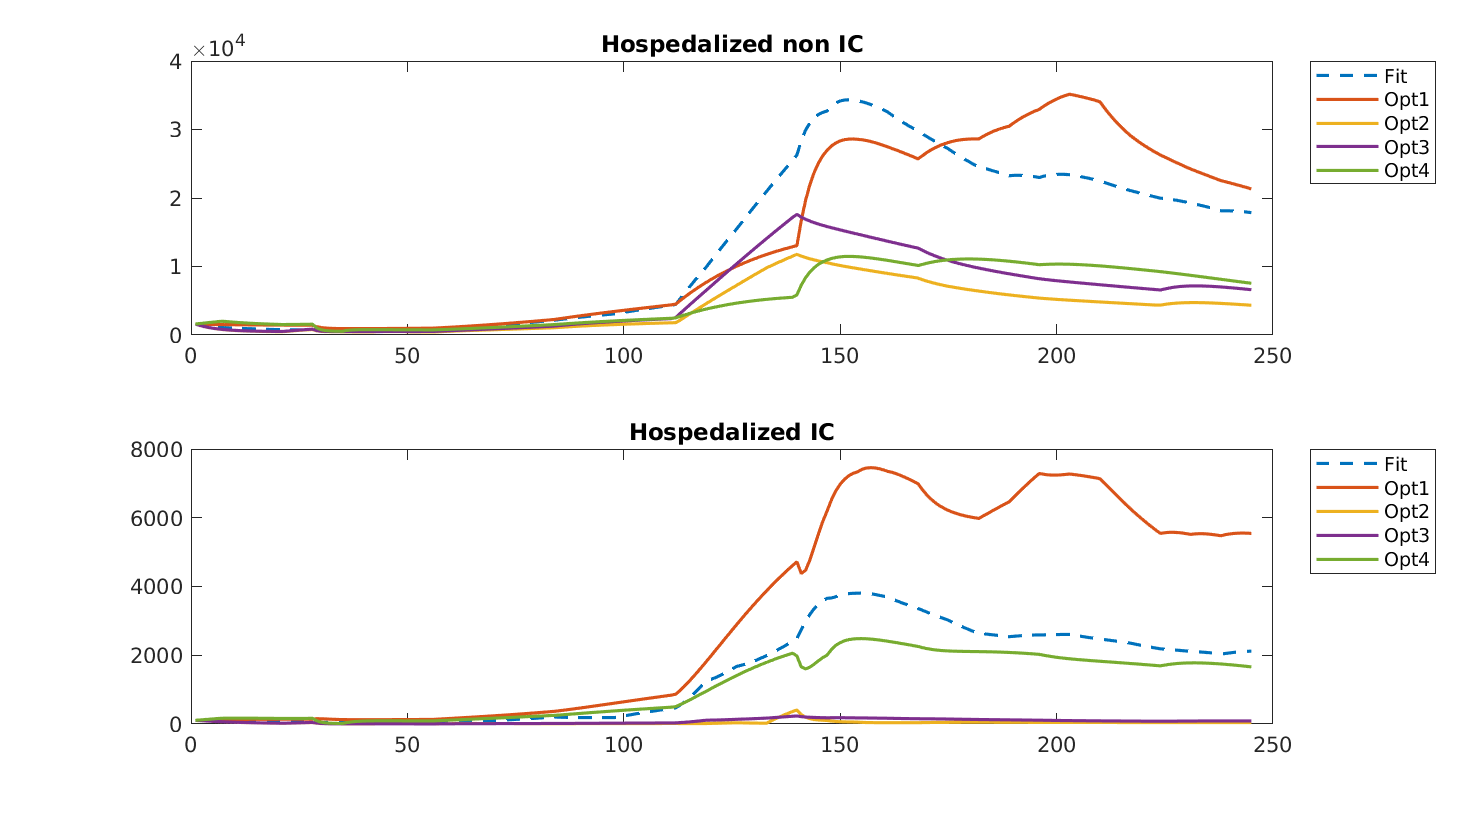 Hospedalized non IC
×10^4
4
3
2
1
0
0 50 100 150 200 250
Fit
Opt1
Opt2
Opt3
Opt4
Hospedalized IC
8000
6000
4000
2000
0
0 50 100 150 200 250
Fit
Opt1
Opt2
Opt3
Opt4